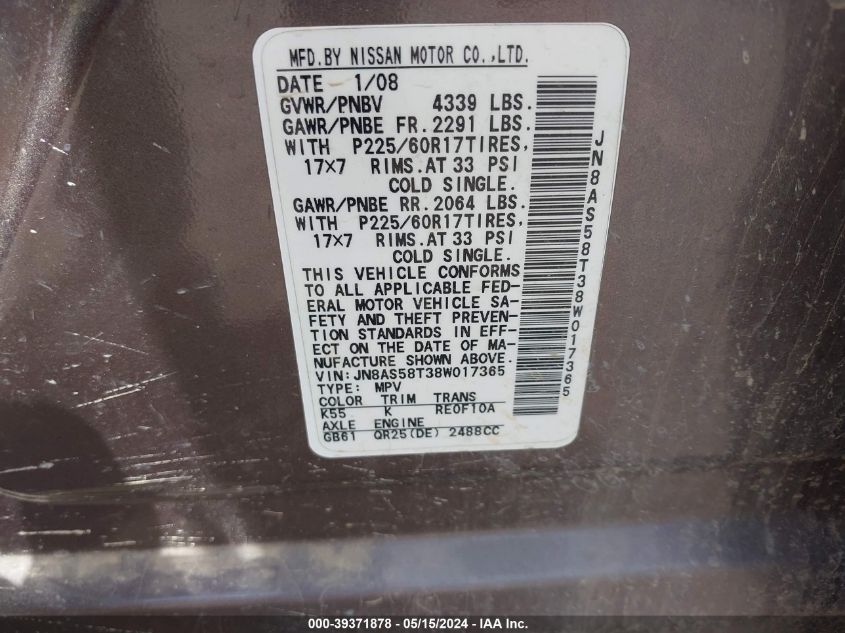 MFD.BY NISSAN MOTOR CO.,LTD.
DATE 1/08
GVWR/PNBV 4339 LBS.
GAWR/PNBE FR.2291 LBS.
WITH P225/60R17TIRES,
17×7 RIMS.AT 33 PSI
COLD SINGLE.
GAWR/PNBE RR.2064 LBS.
WITH P225/60R17TIRES,
17×7 RIMS.AT 33 PSI
COLD SINGLE.
THIS VEHICLE CONFORMS
TO ALL APPLICABLE FED-
ERAL MOTOR VEHICLE SA-
FETY AND THEFT PREVEN-
TION STANDARDS IN EFF-
ECT ON THE DATE OF MA-
NUFACTURE SHOWN ABOVE.
VIN:JN8AS58T38W017365
TYPE: MPV
COLOR TRIM TRANS
K55 K RE0F10A
AXLE ENGINE
GB61 QR25(DE) 2488CC
JN8AS58T38W017365
000-39371878 - 05/15/2024 - IAA Inc.